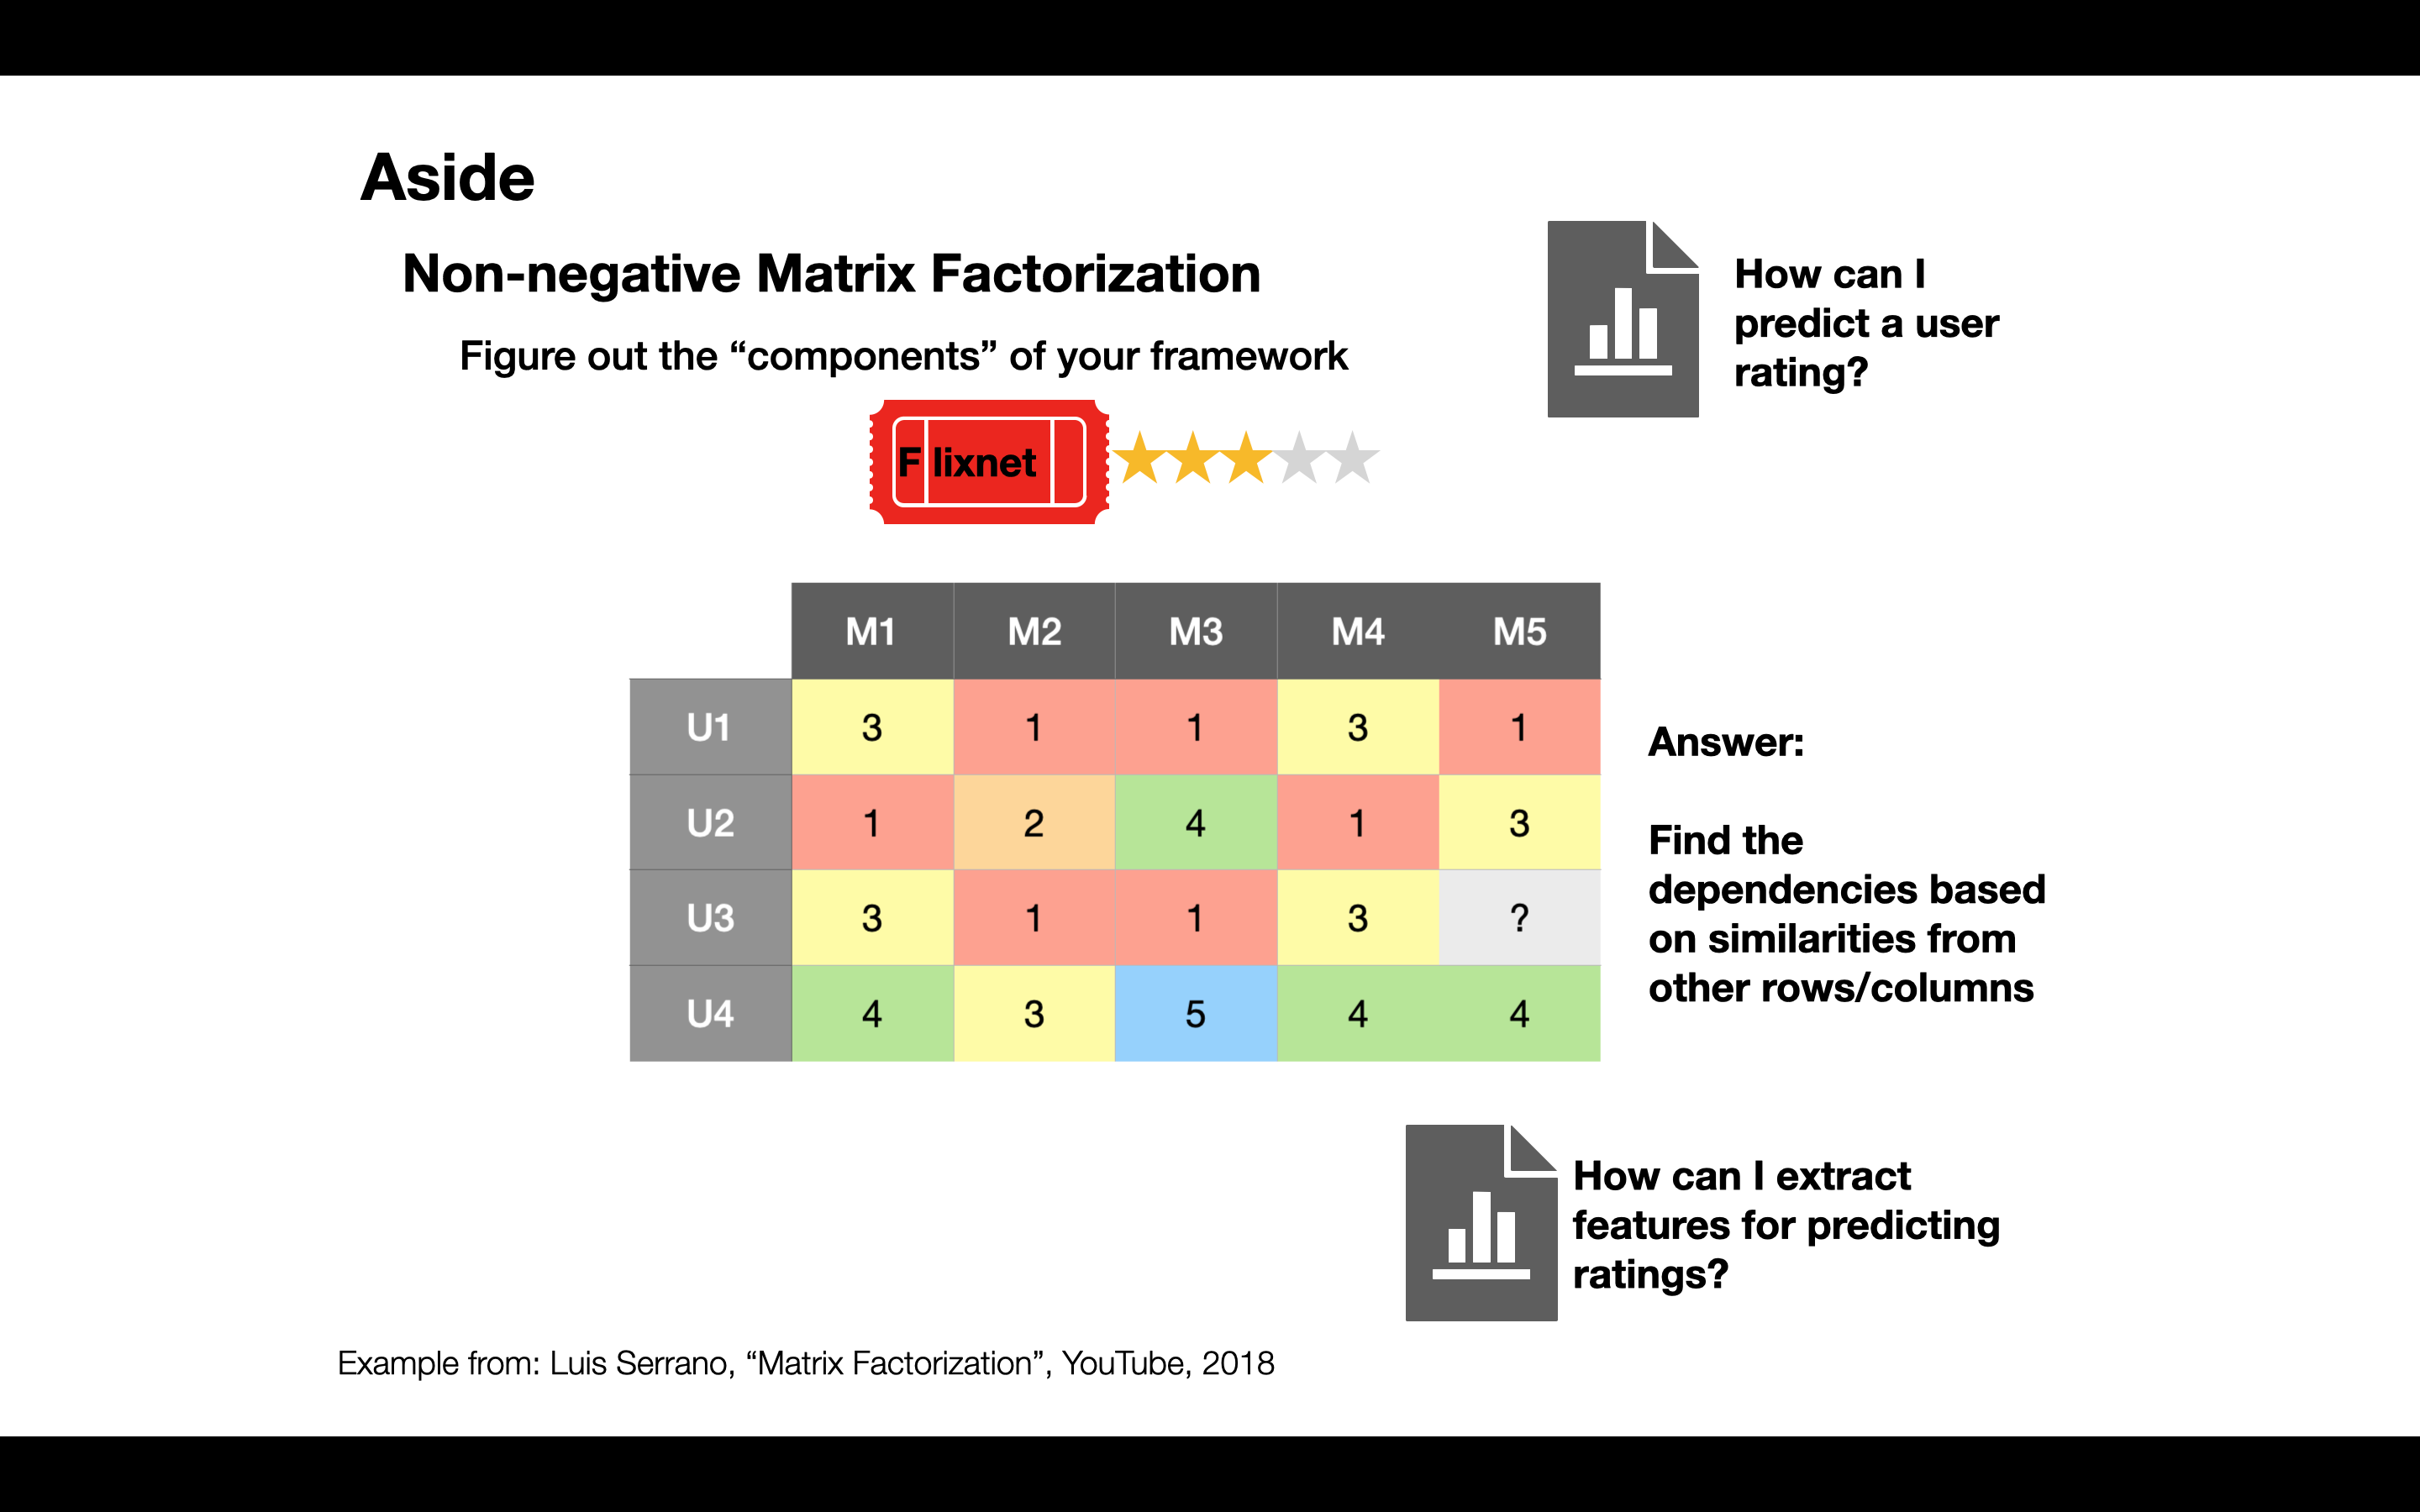 Aside
Non-negative Matrix Factorization
Figure out the “components” of your framework
How can I
predict a user
rating?
F lixnet
M1 M2 M3 M4 M5
U1 3 1 1 3 1
U2 1 2 4 1 3
U3 3 1 1 3 ?
U4 4 3 5 4 4
Answer:
Find the
dependencies based
on similarities from
other rows/columns
How can I extract
features for predicting
ratings?
Example from: Luis Serrano, “Matrix Factorization”, YouTube, 2018